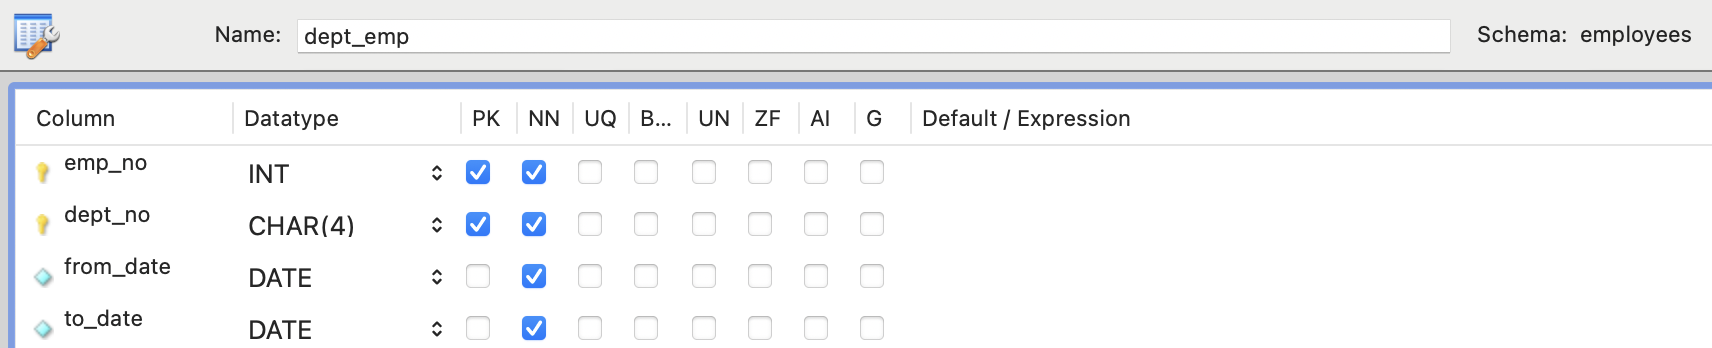 Name: dept_emp Schema: employees
Column Datatype PK NN UQ B... UN ZF AI G Default / Expression
emp_no INT
dept_no CHAR(4)
from_date DATE
to_date DATE